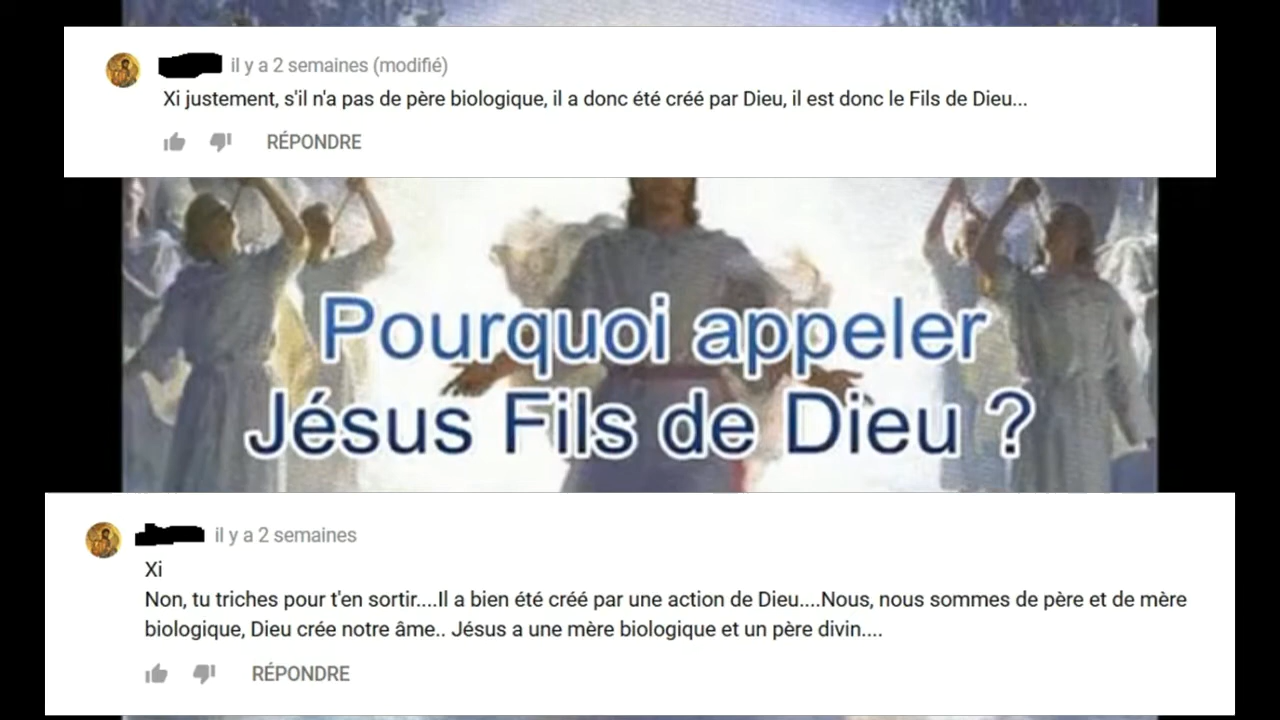 il y a 2 semaines (modifié)
Xi justement, s'il n'a pas de père biologique, il a donc été créé par Dieu, il est donc le Fils de Dieu...
RÉPONDRE
Pourquoi appeler
Jésus Fils de Dieu ?
il y a 2 semaines
Xi
Non, tu triches pour t'en sortir....Il a bien été créé par une action de Dieu....Nous, nous sommes de père et de mère
biologique, Dieu crée notre âme.. Jésus a une mère biologique et un père divin....
RÉPONDRE